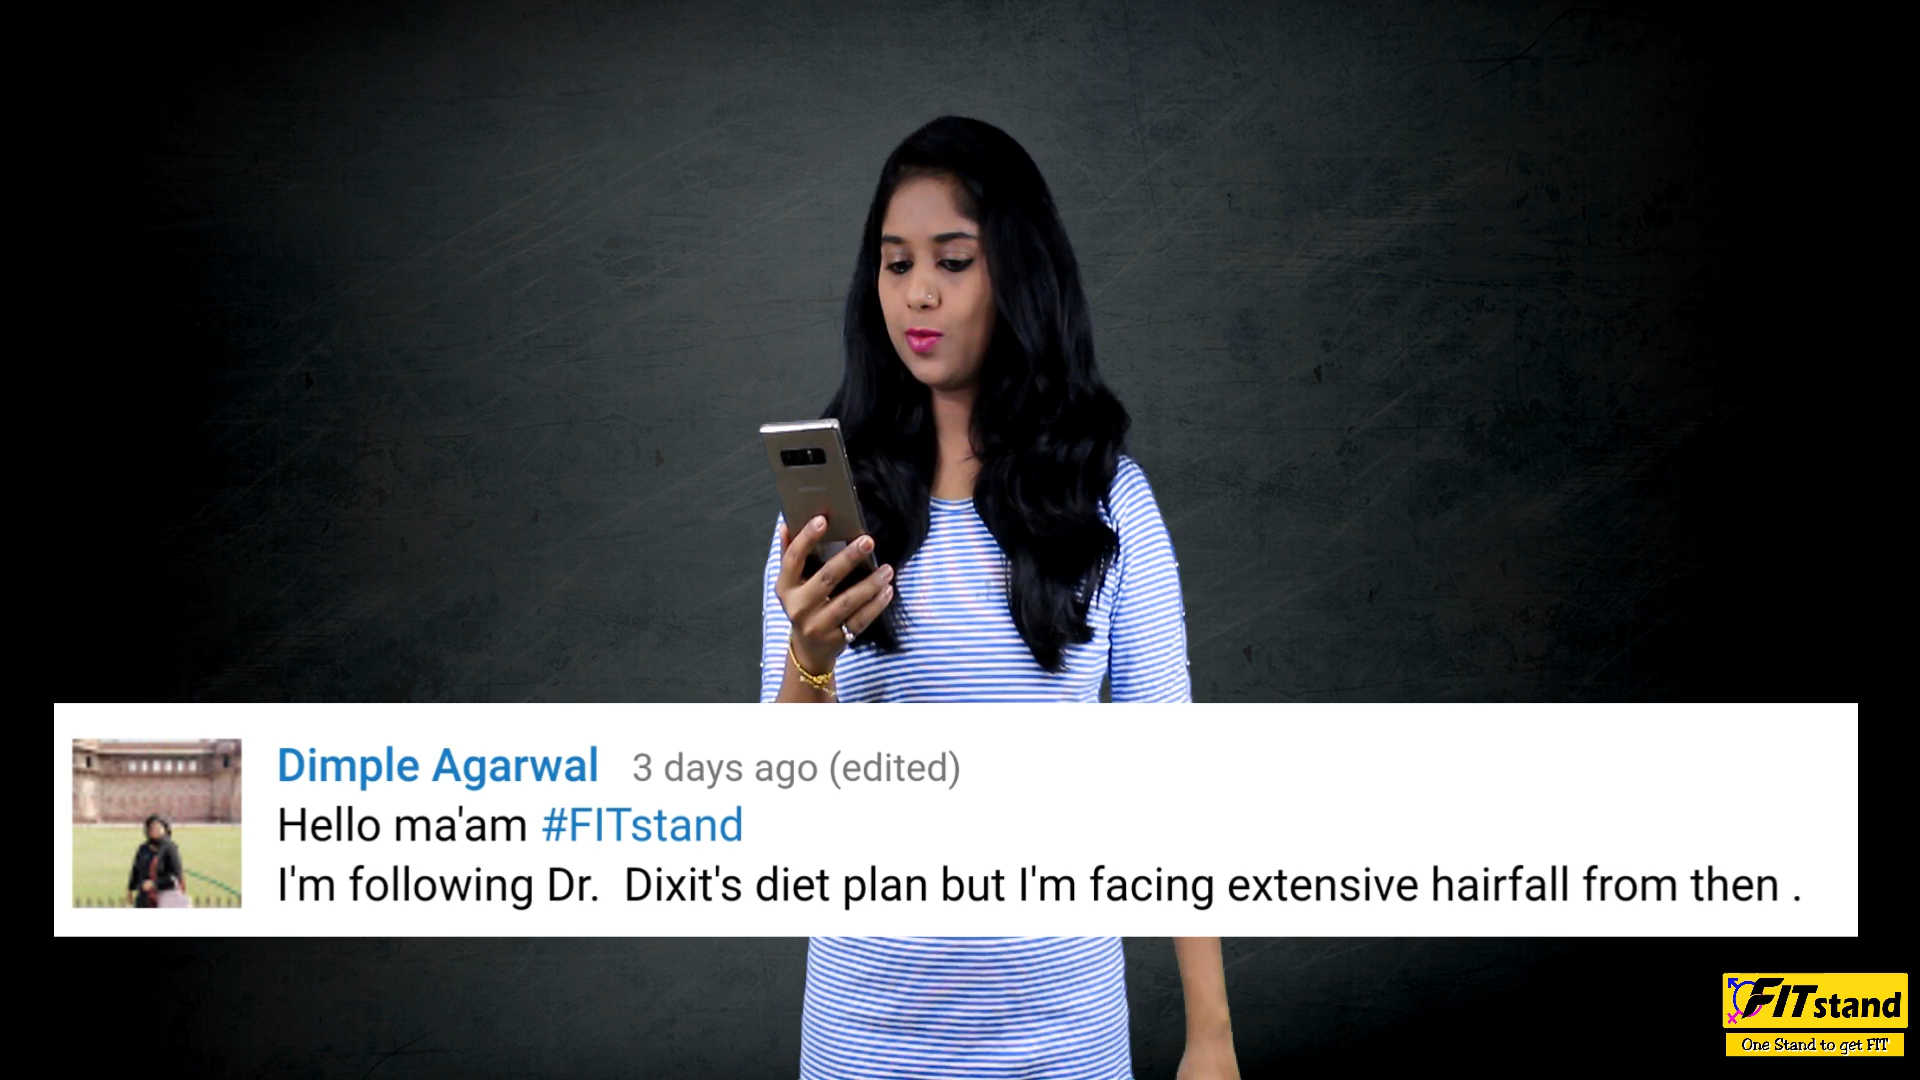 Dimple Agarwal 3 days ago (edited)
Hello ma'am #FITstand
I'm following Dr. Dixit's diet plan but I'm facing extensive hairfall from then .
FITstand
One Stand to get FIT